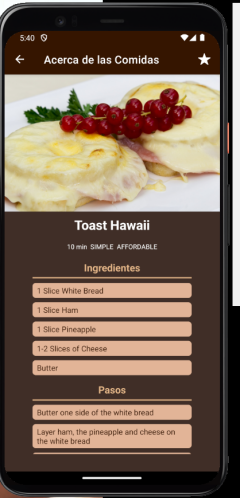 5:40
Acerca de las Comidas
Toast Hawaii
10 min SIMPLE AFFORDABLE
Ingredientes
1 Slice White Bread
1 Slice Ham
1 Slice Pineapple
1-2 Slices of Cheese
Butter
Pasos
Butter one side of the white bread
Layer ham, the pineapple and cheese on
the white bread